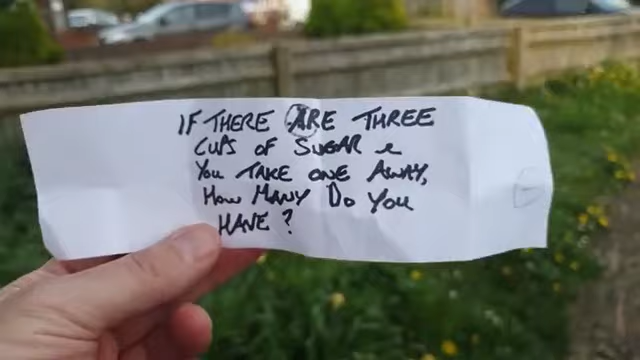 IF THERE ARE THREE
CUPS OF SUGAR &
YOU TAKE ONE AWAY,
HOW MANY DO YOU
HAVE?